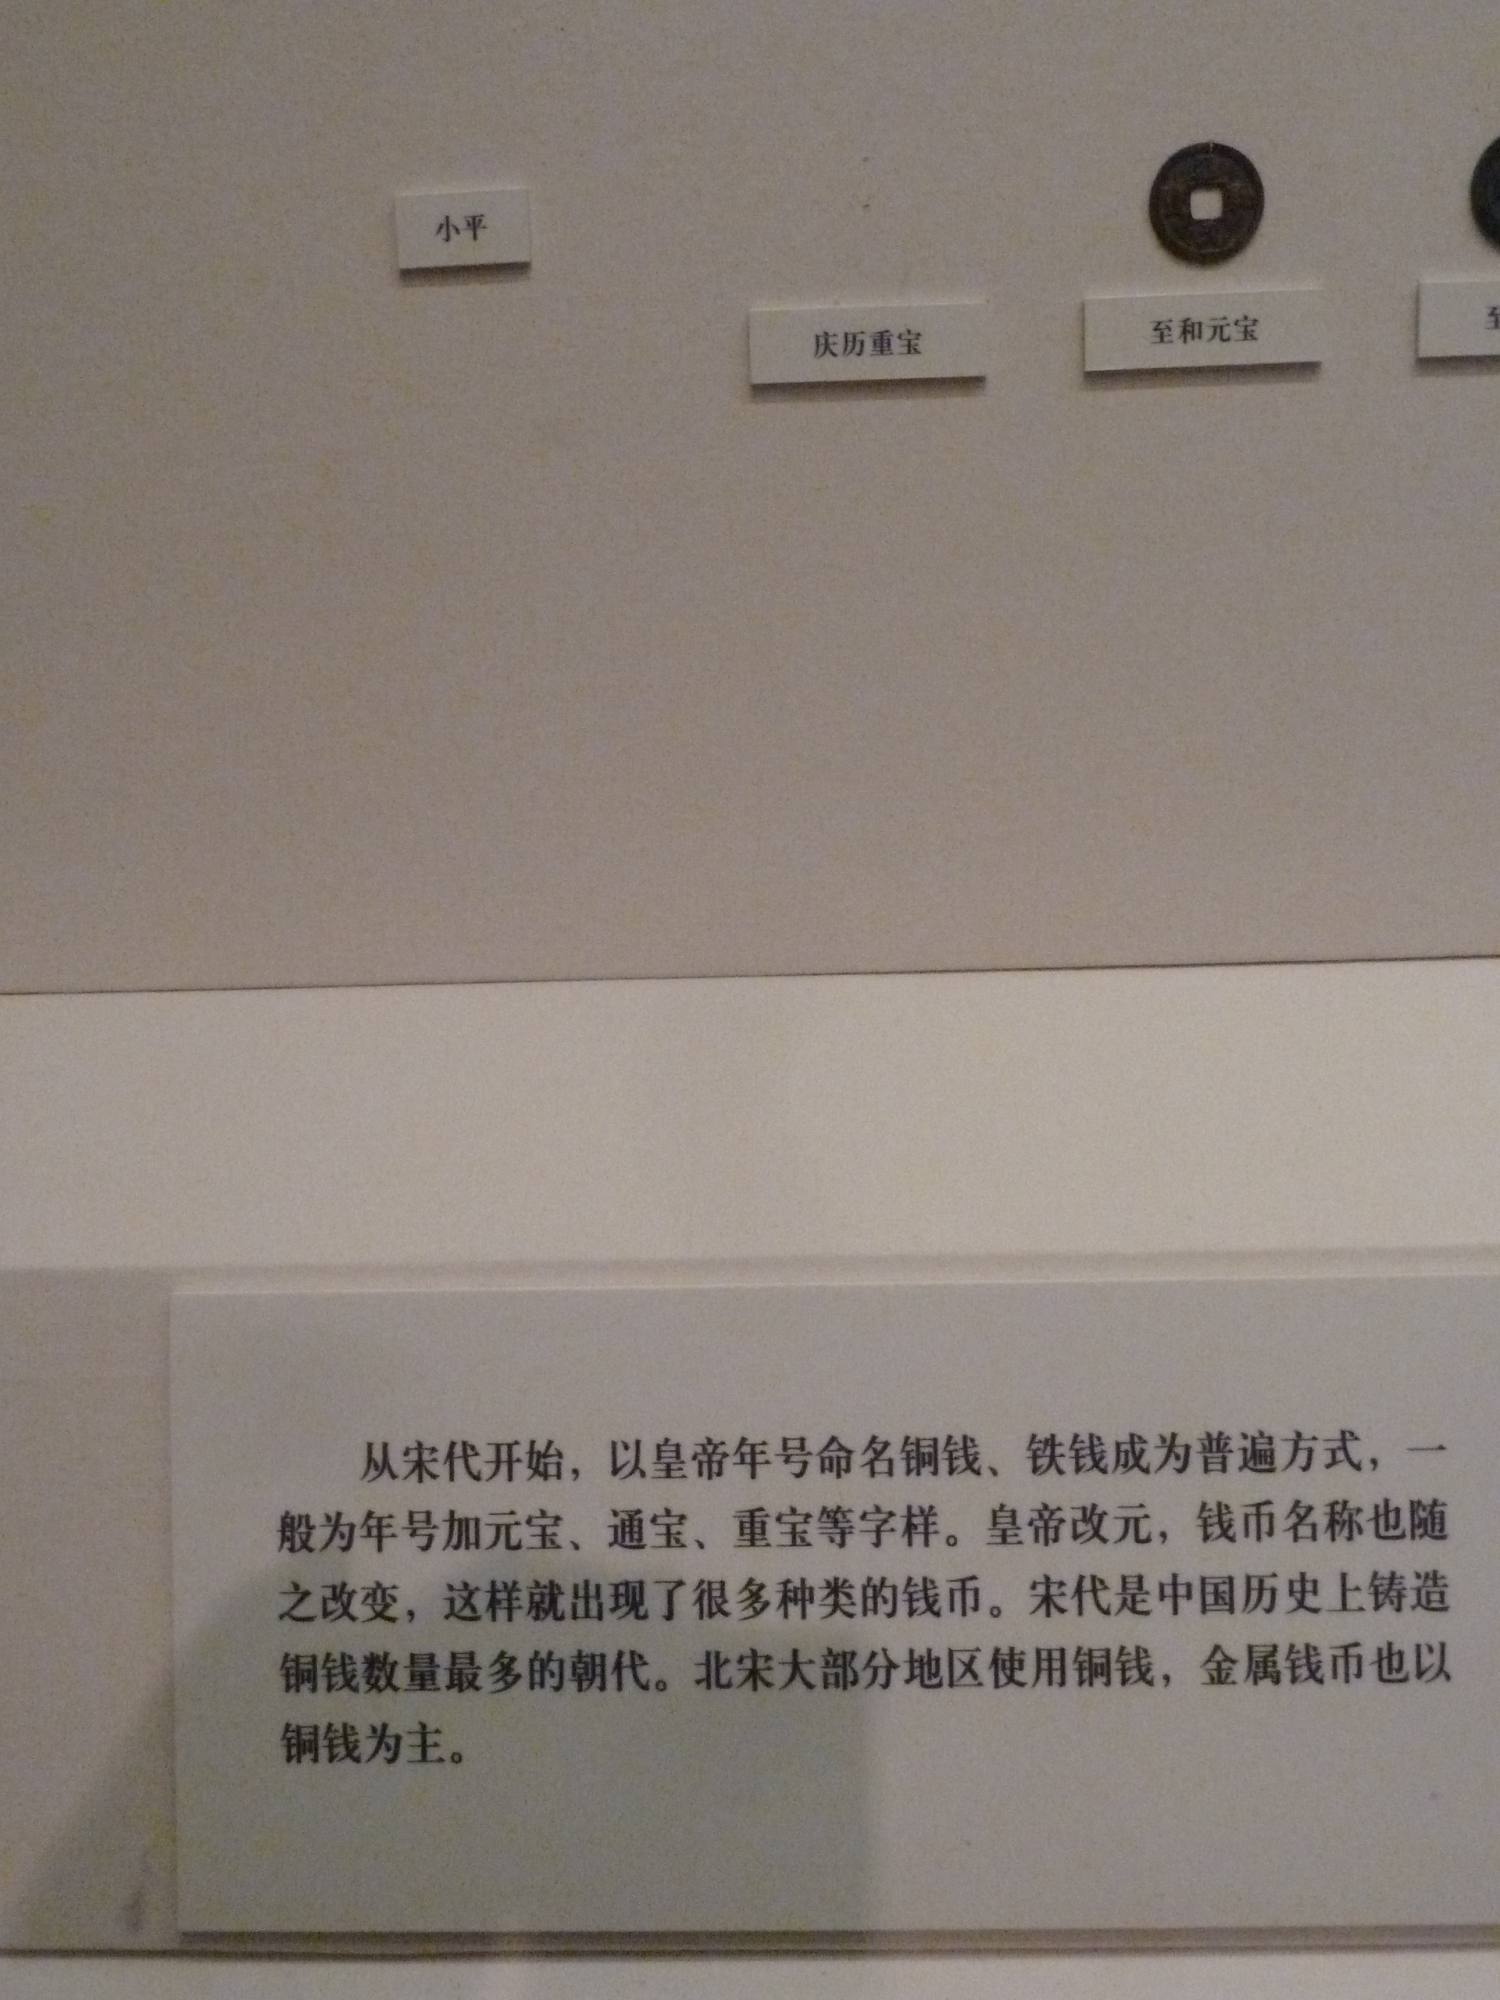 小平
庆历重宝
至和元宝
至
从宋代开始，以皇帝年号命名铜钱、铁钱成为普遍方式，一
般为年号加元宝、通宝、重宝等字样。皇帝改元，钱币名称也随
之改变，这样就出现了很多种类的钱币。宋代是中国历史上铸造
铜钱数量最多的朝代。北宋大部分地区使用铜钱，金属钱币也以
铜钱为主。